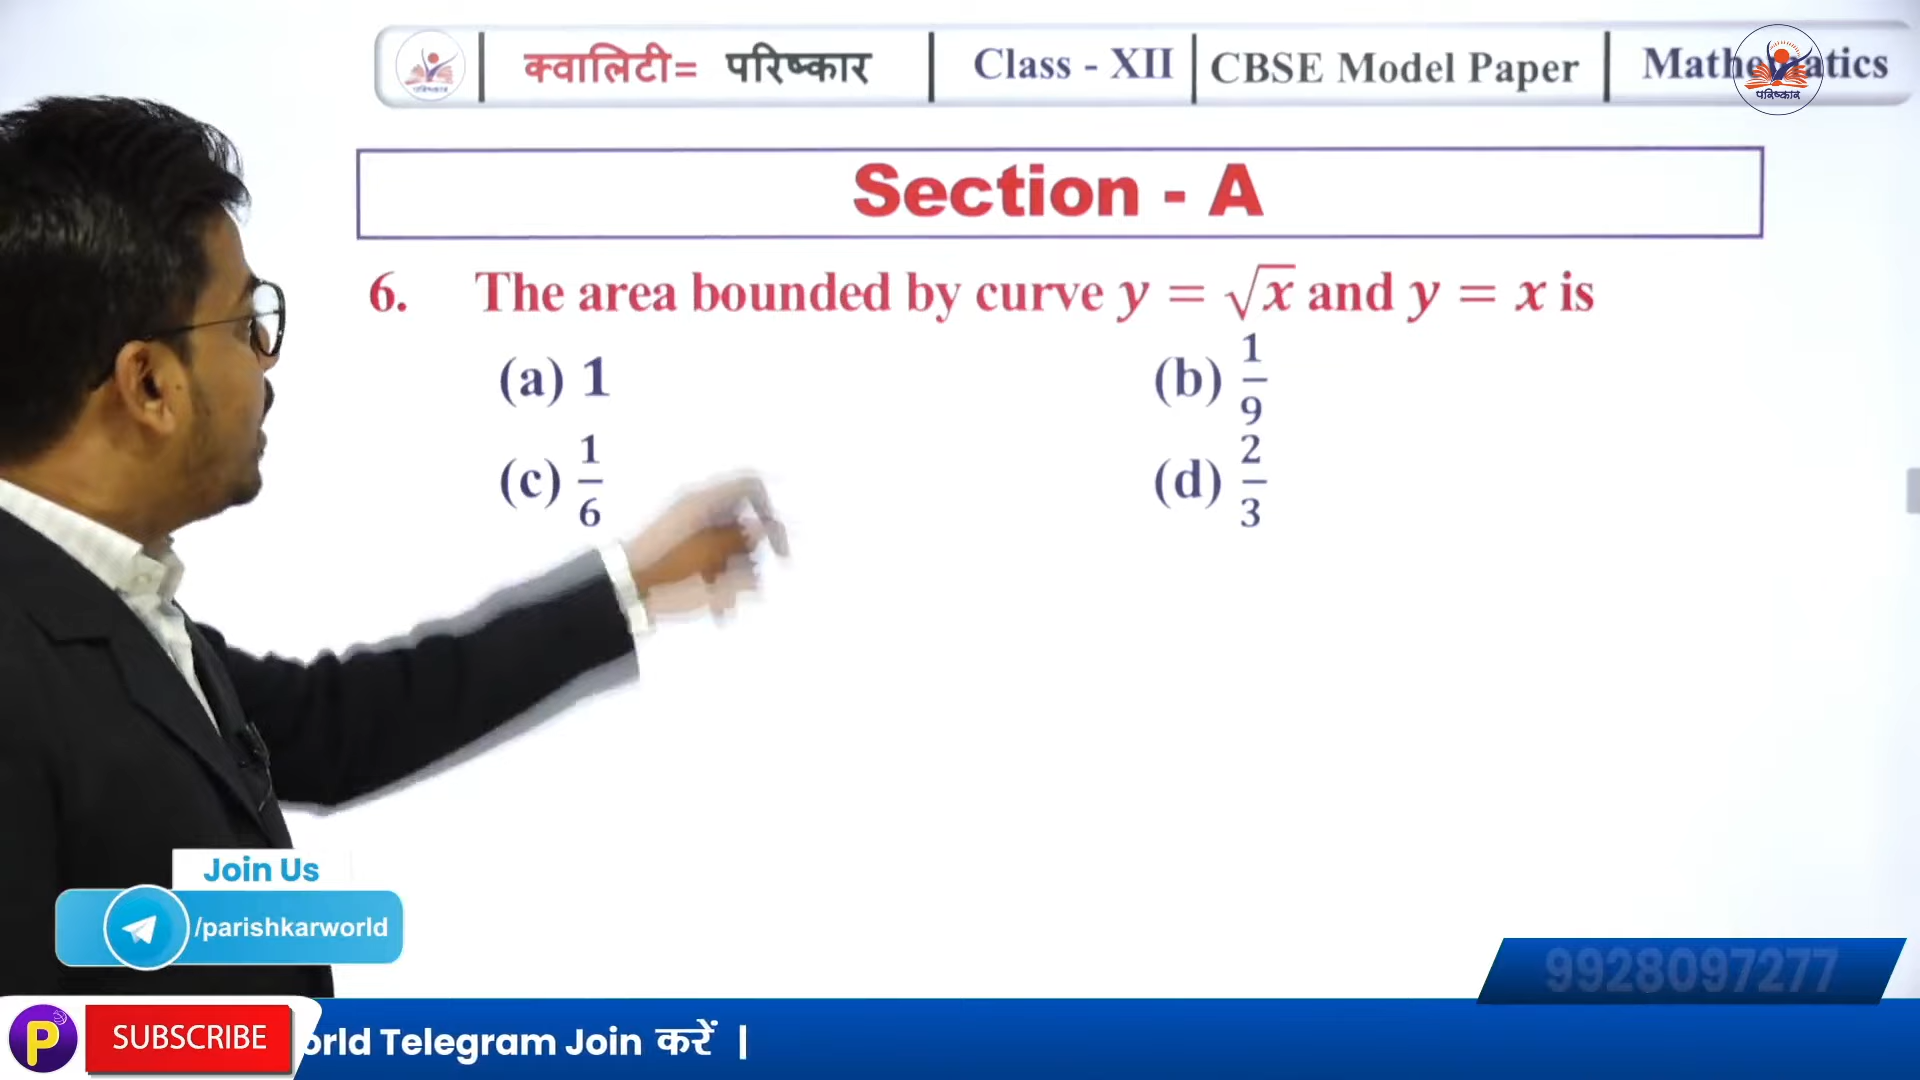 क्वालिटी= परिष्कार | Class - XII | CBSE Model Paper | Mathematics
परिष्कार
Section - A
6. The area bounded by curve y = √x and y = x is
(a) 1 (b) 1/9
(c) 1/6 (d) 2/3
Join Us
/parishkarworld
9928097277
P SUBSCRIBE orld Telegram Join करें |